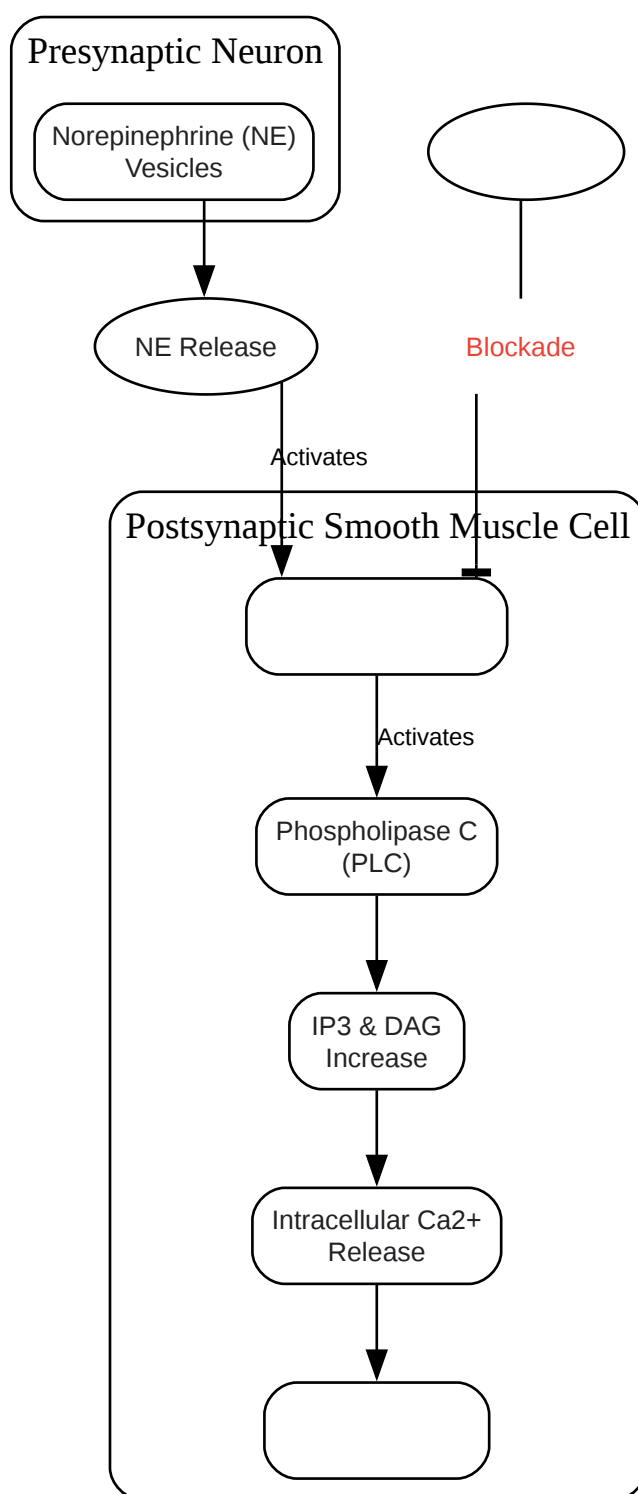 Presynaptic Neuron
Norepinephrine (NE)
Vesicles
NE Release
Blockade
Activates
Postsynaptic Smooth Muscle Cell
Activates
Phospholipase C
(PLC)
IP3 & DAG
Increase
Intracellular Ca2+
Release